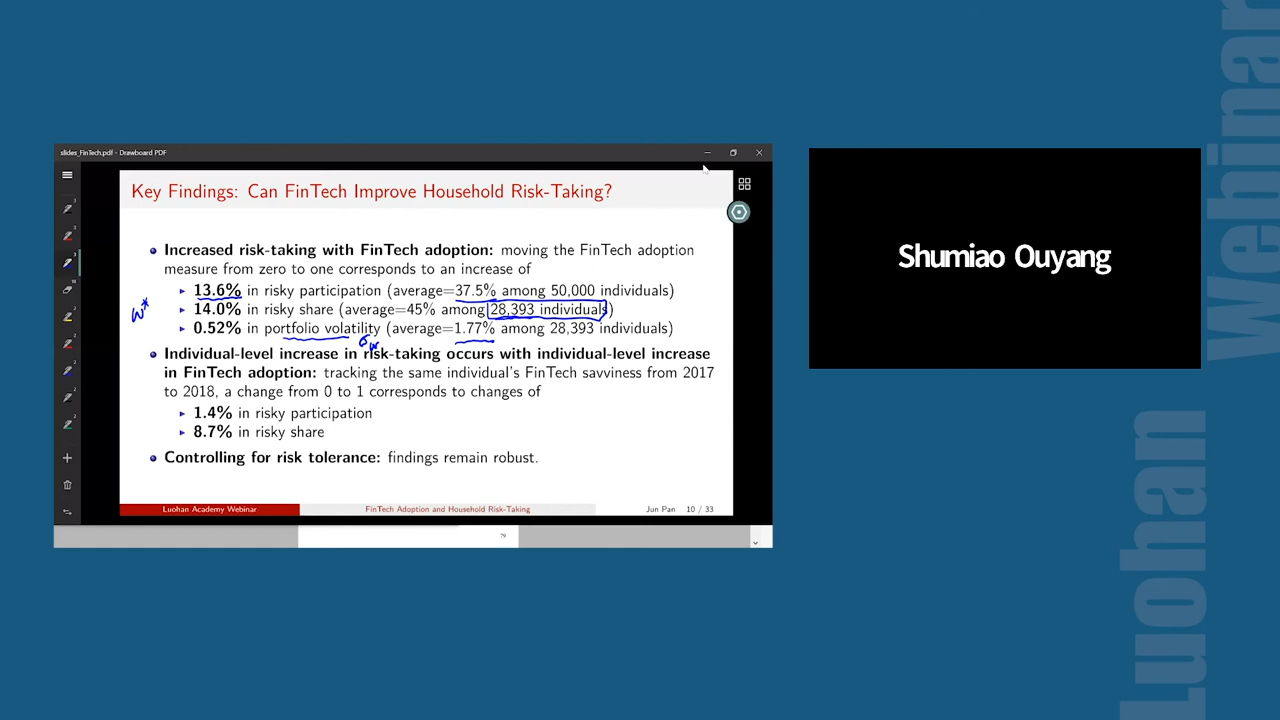 slides_FinTech.pdf - Drawboard PDF
Key Findings: Can FinTech Improve Household Risk-Taking?
Increased risk-taking with FinTech adoption: moving the FinTech adoption
measure from zero to one corresponds to an increase of
13.6% in risky participation (average=37.5% among 50,000 individuals)
w*
14.0% in risky share (average=45% among 28,393 individuals)
0.52% in portfolio volatility (average=1.77% among 28,393 individuals)
σw
Individual-level increase in risk-taking occurs with individual-level increase
in FinTech adoption: tracking the same individual's FinTech savviness from 2017
to 2018, a change from 0 to 1 corresponds to changes of
1.4% in risky participation
8.7% in risky share
Controlling for risk tolerance: findings remain robust.
Luohan Academy Webinar FinTech Adoption and Household Risk-Taking Jun Pan 10 / 33
79
Shumiao Ouyang
Luohan Webinar